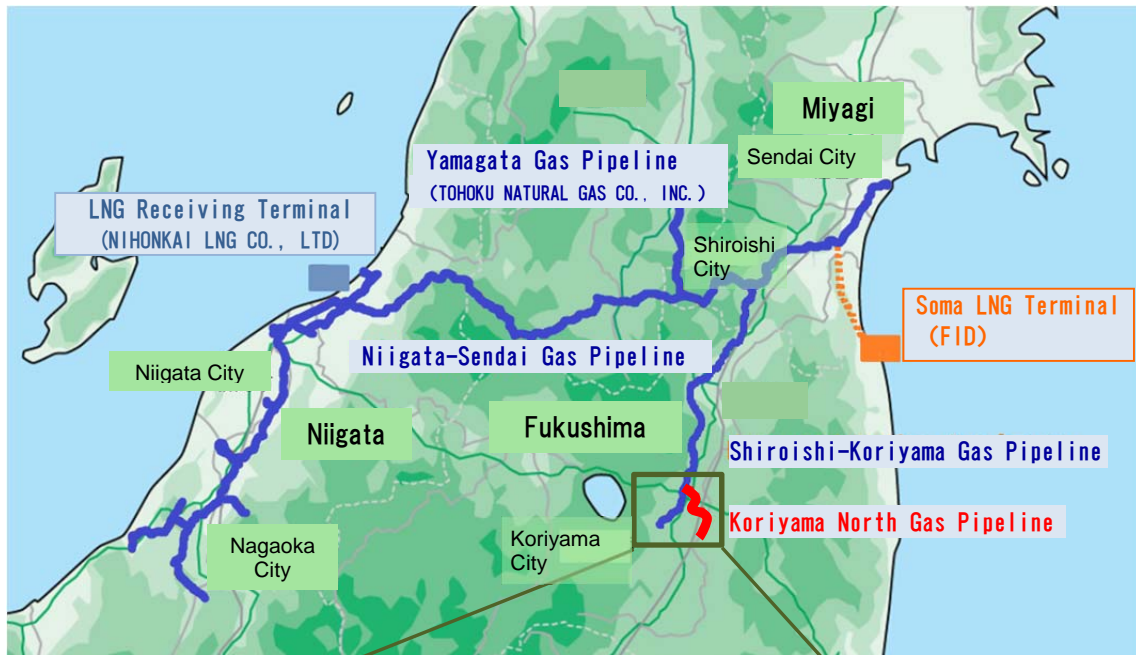 Miyagi
Sendai City
Yamagata Gas Pipeline
(TOHOKU NATURAL GAS CO., INC.)
LNG Receiving Terminal
(NIHONKAI LNG CO., LTD)
Shiroishi
City
Soma LNG Terminal
(FID)
Niigata-Sendai Gas Pipeline
Niigata City
Niigata
Fukushima
Shiroishi-Koriyama Gas Pipeline
Koriyama North Gas Pipeline
Koriyama
City
Nagaoka
City